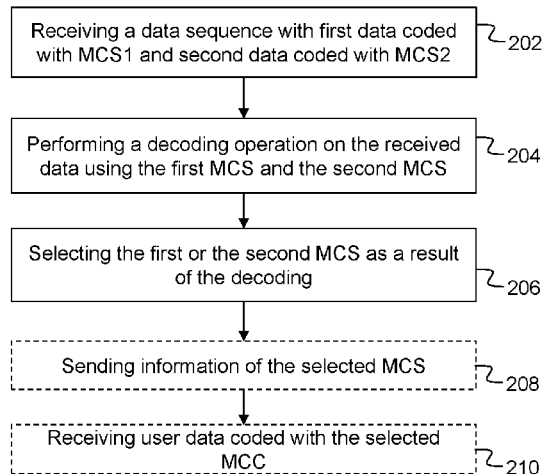 Receiving a data sequence with first data coded
with MCS1 and second data coded with MCS2
202
Performing a decoding operation on the received
data using the first MCS and the second MCS
204
Selecting the first or the second MCS as a result
of the decoding
206
Sending information of the selected MCS
208
Receiving user data coded with the selected
MCC
210